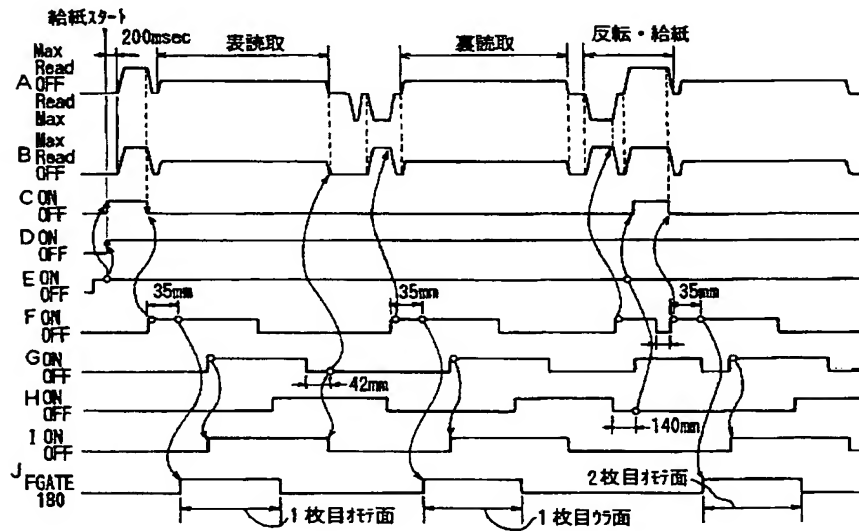 給紙スタート
200msec
表読取
裏読取
反転・給紙
Max
Read
A OFF
Read
Max
Max
B Read
OFF
C ON
OFF
D ON
OFF
E ON
OFF
35mm
35mm
35mm
F ON
OFF
G ON
OFF
42mm
H ON
OFF
140mm
I ON
OFF
J FGATE
180
1枚目オモテ面
1枚目ウラ面
2枚目オモテ面